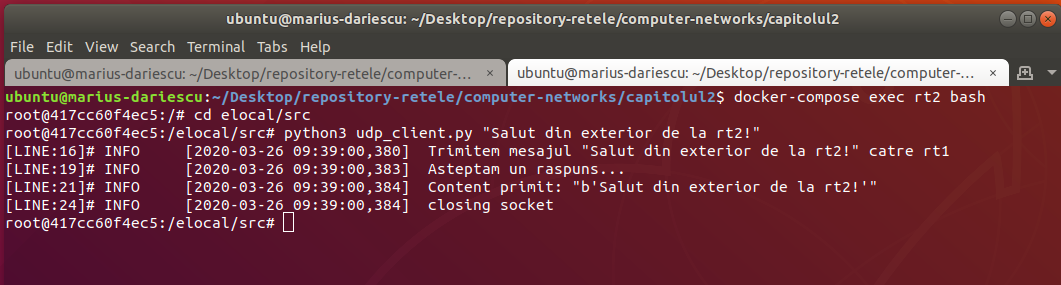 ubuntu@marius-dariescu: ~/Desktop/repository-retele/computer-networks/capitolul2
File Edit View Search Terminal Tabs Help
ubuntu@marius-dariescu: ~/Desktop/repository-retele/computer-... × ubuntu@marius-dariescu: ~/Desktop/repository-retele/computer-... ×
ubuntu@marius-dariescu:~/Desktop/repository-retele/computer-networks/capitolul2$ docker-compose exec rt2 bash
root@417cc60f4ec5:/# cd elocal/src
root@417cc60f4ec5:/elocal/src# python3 udp_client.py "Salut din exterior de la rt2!"
[LINE:16]# INFO     [2020-03-26 09:39:00,380]  Trimitem mesajul "Salut din exterior de la rt2!" catre rt1
[LINE:19]# INFO     [2020-03-26 09:39:00,383]  Asteptam un raspuns...
[LINE:21]# INFO     [2020-03-26 09:39:00,384]  Content primit: "b'Salut din exterior de la rt2!'"
[LINE:24]# INFO     [2020-03-26 09:39:00,384]  closing socket
root@417cc60f4ec5:/elocal/src#